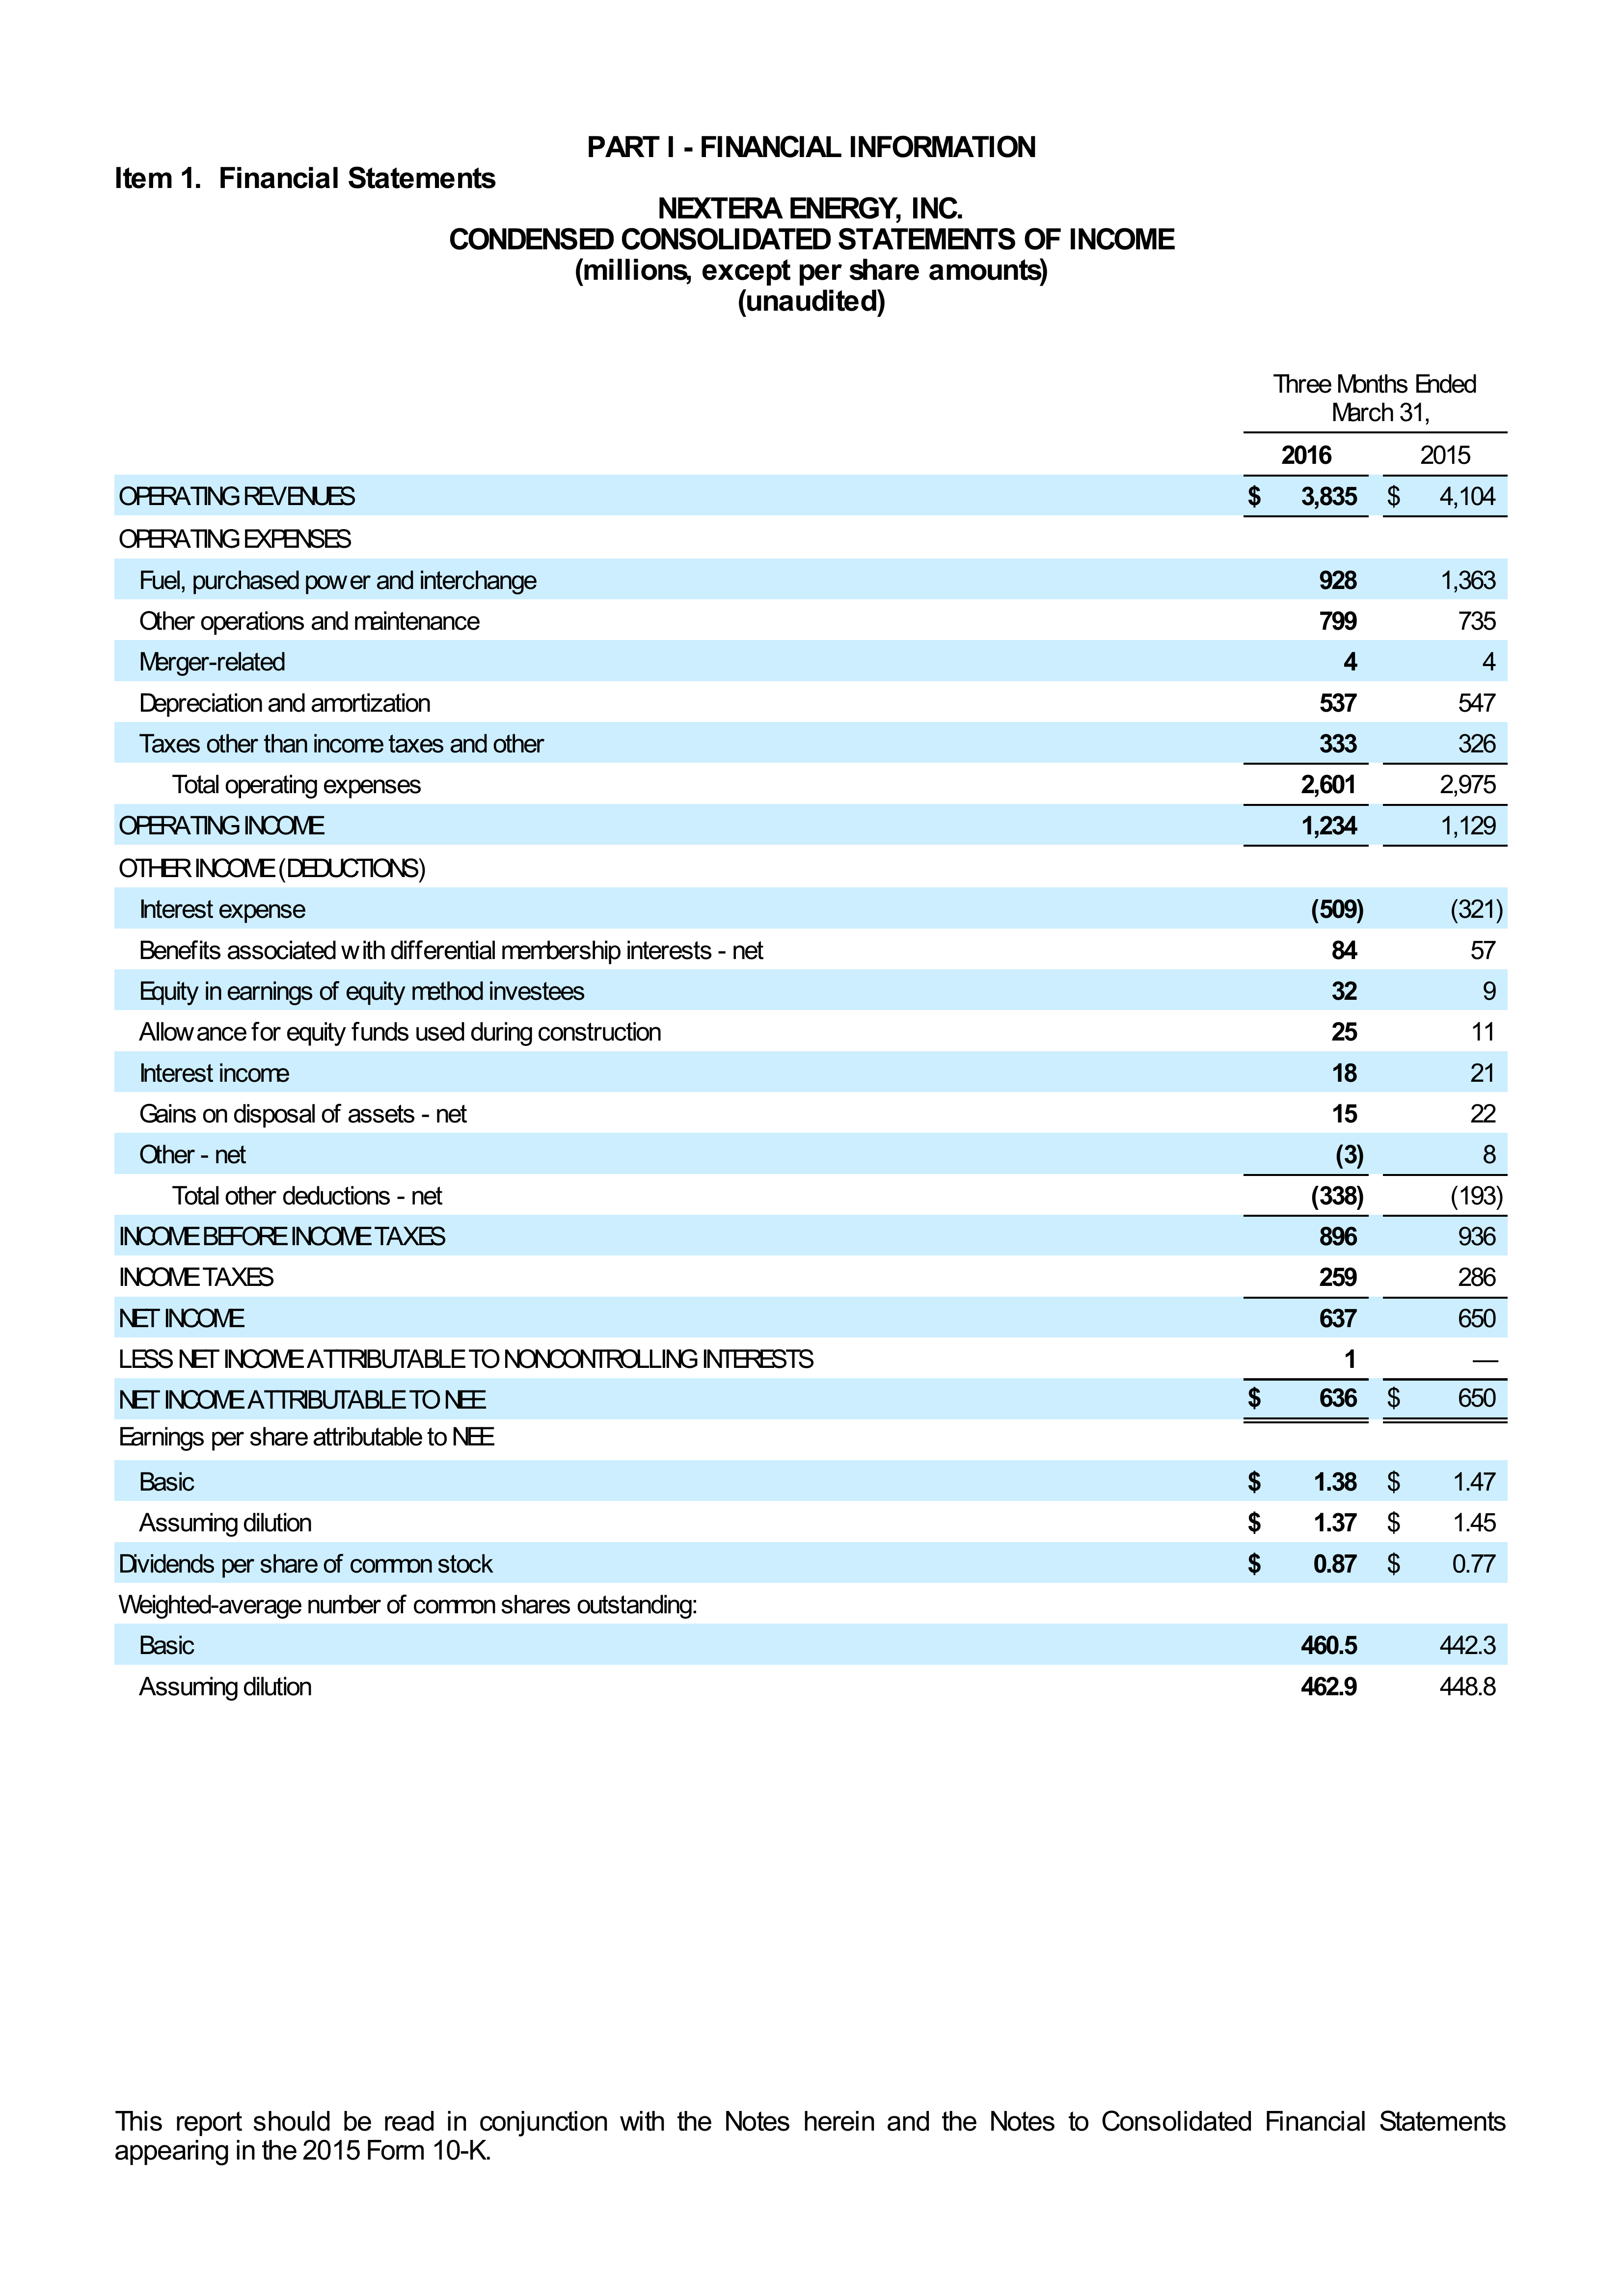 PART I - FINANCIAL INFORMATION
Item 1.  Financial Statements
NEXTERA ENERGY, INC.
CONDENSED CONSOLIDATED STATEMENTS OF INCOME
(millions, except per share amounts)
(unaudited)
Three Months Ended
March 31,
2016 2015
OPERATING REVENUES $ 3,835 $ 4,104
OPERATING EXPENSES
Fuel, purchased power and interchange 928 1,363
Other operations and maintenance 799 735
Merger-related 4 4
Depreciation and amortization 537 547
Taxes other than income taxes and other 333 326
Total operating expenses 2,601 2,975
OPERATING INCOME 1,234 1,129
OTHER INCOME (DEDUCTIONS)
Interest expense (509) (321)
Benefits associated with differential membership interests - net 84 57
Equity in earnings of equity method investees 32 9
Allowance for equity funds used during construction 25 11
Interest income 18 21
Gains on disposal of assets - net 15 22
Other - net (3) 8
Total other deductions - net (338) (193)
INCOME BEFORE INCOME TAXES 896 936
INCOME TAXES 259 286
NET INCOME 637 650
LESS NET INCOME ATTRIBUTABLE TO NONCONTROLLING INTERESTS 1 —
NET INCOME ATTRIBUTABLE TO NEE $ 636 $ 650
Earnings per share attributable to NEE
Basic $ 1.38 $ 1.47
Assuming dilution $ 1.37 $ 1.45
Dividends per share of common stock $ 0.87 $ 0.77
Weighted-average number of common shares outstanding:
Basic 460.5 442.3
Assuming dilution 462.9 448.8
This report should be read in conjunction with the Notes herein and the Notes to Consolidated Financial Statements
appearing in the 2015 Form 10-K.